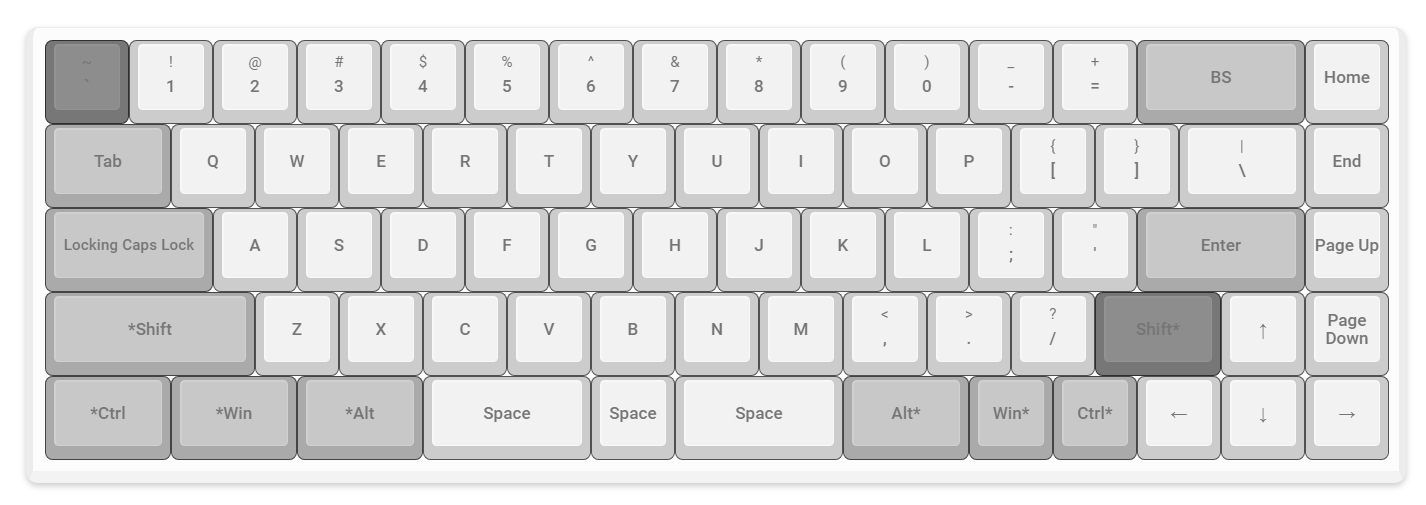 ~ ! @ # $ % ^ & * ( ) _ +
` 1 2 3 4 5 6 7 8 9 0 - = BS Home
{ } |
Tab Q W E R T Y U I O P [ ] \ End
: "
Locking Caps Lock A S D F G H J K L ; ' Enter Page Up
< > ?
*Shift Z X C V B N M , . / Shift* ↑ Page
Down
*Ctrl *Win *Alt Space Space Space Alt* Win* Ctrl* ← ↓ →